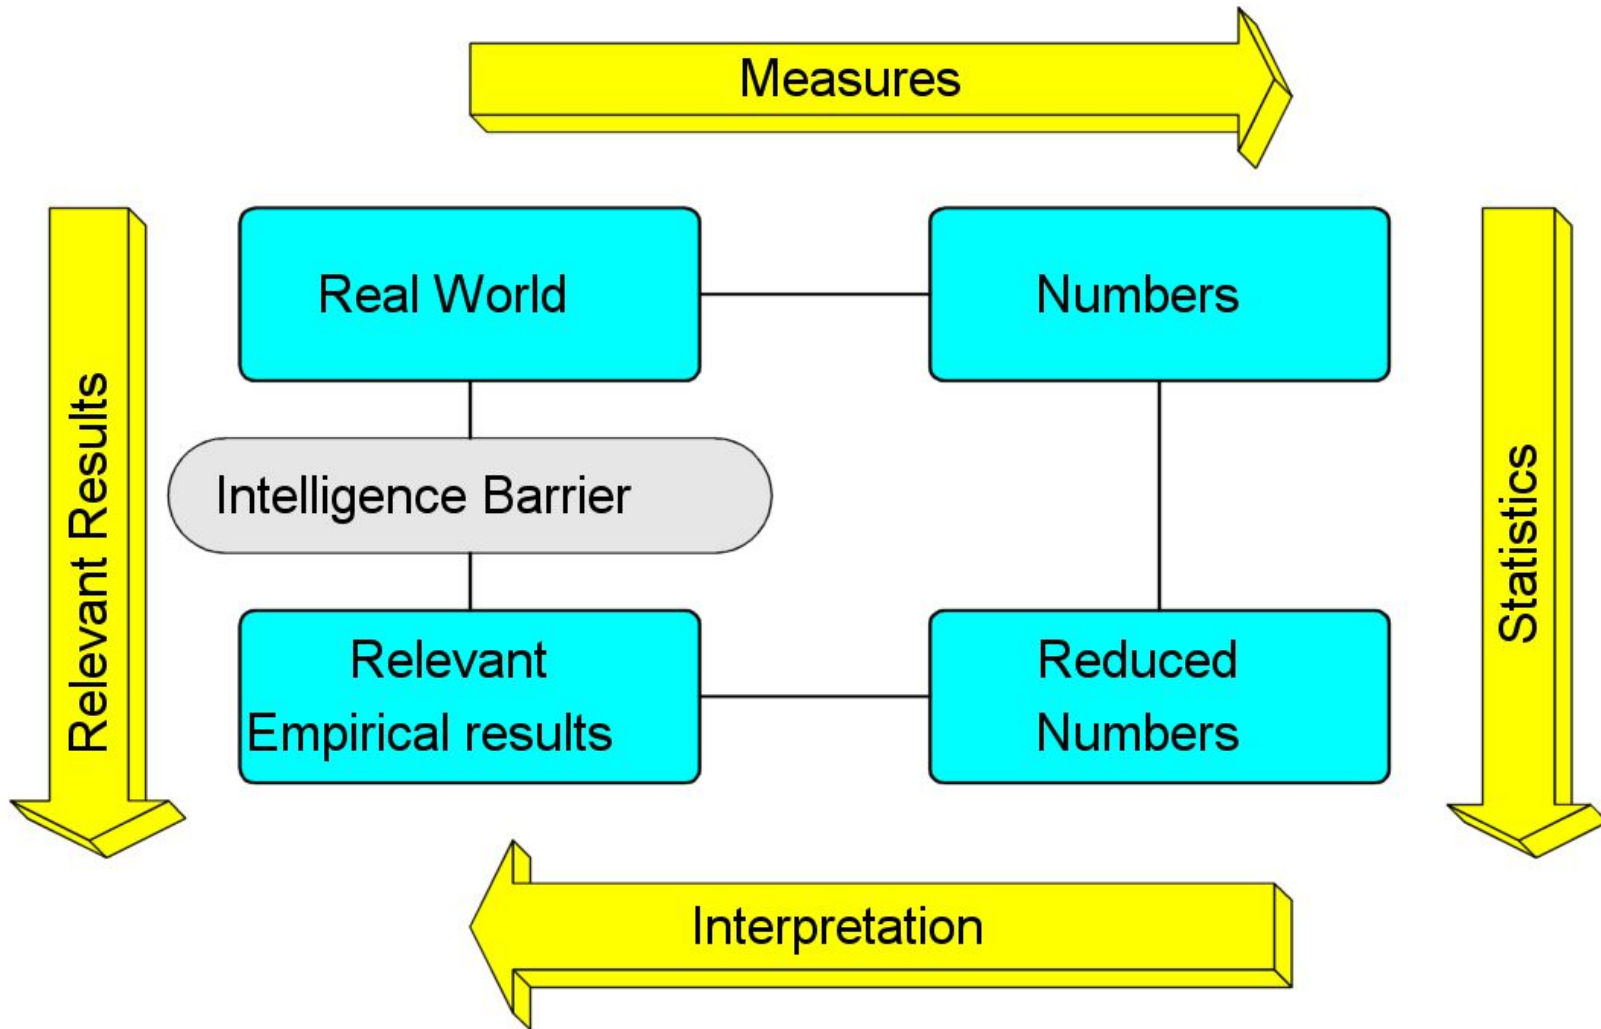 Measures
Real World
Numbers
Relevant Results
Intelligence Barrier
Statistics
Relevant
Empirical results
Reduced
Numbers
Interpretation